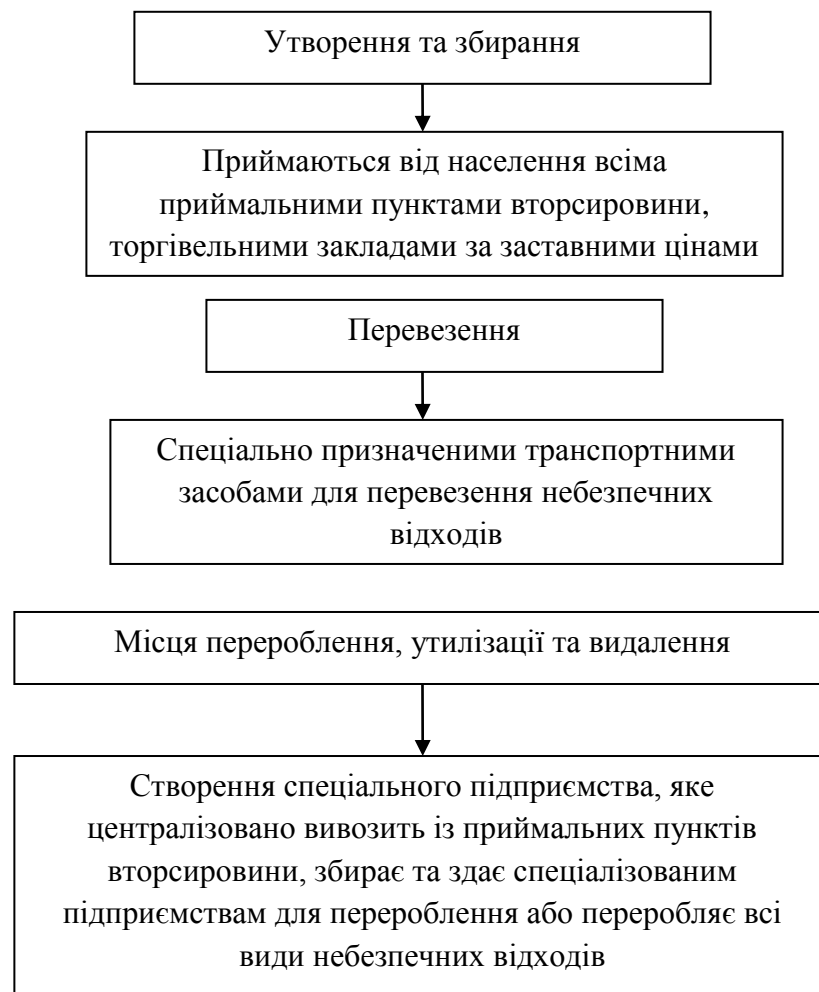 Утворення та збирання
Приймаються від населення всіма
приймальними пунктами вторсировини,
торгівельними закладами за заставними цінами
Перевезення
Спеціально призначеними транспортними
засобами для перевезення небезпечних
відходів
Місця перероблення, утилізації та видалення
Створення спеціального підприємства, яке
централізовано вивозить із приймальних пунктів
вторсировини, збирає та здає спеціалізованим
підприємствам для перероблення або переробляє всі
види небезпечних відходів